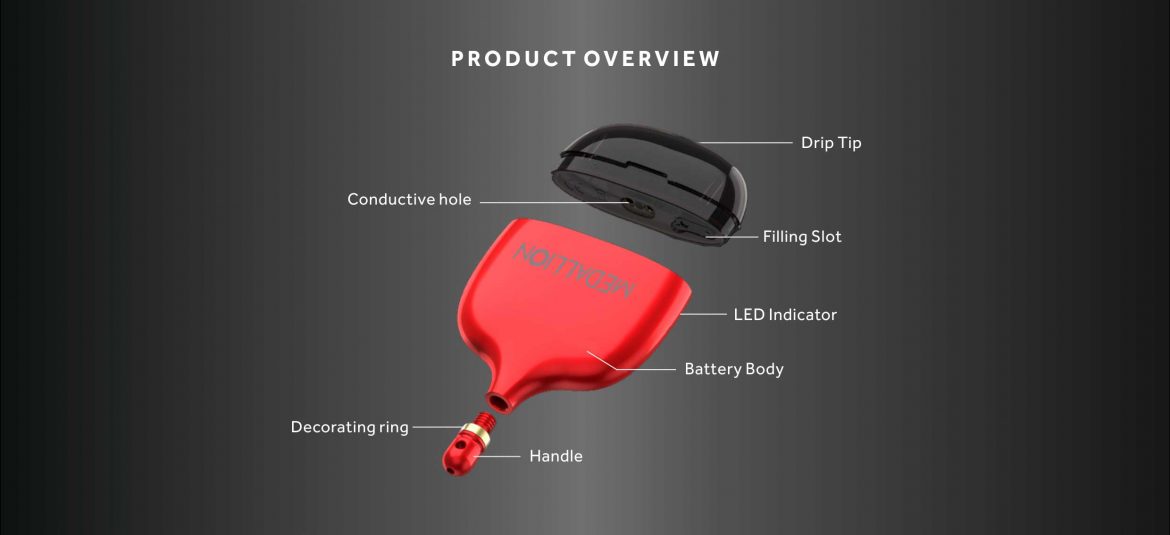 PRODUCT OVERVIEW
Drip Tip
Conductive hole
Filling Slot
MEDALLION
LED Indicator
Battery Body
Decorating ring
Handle